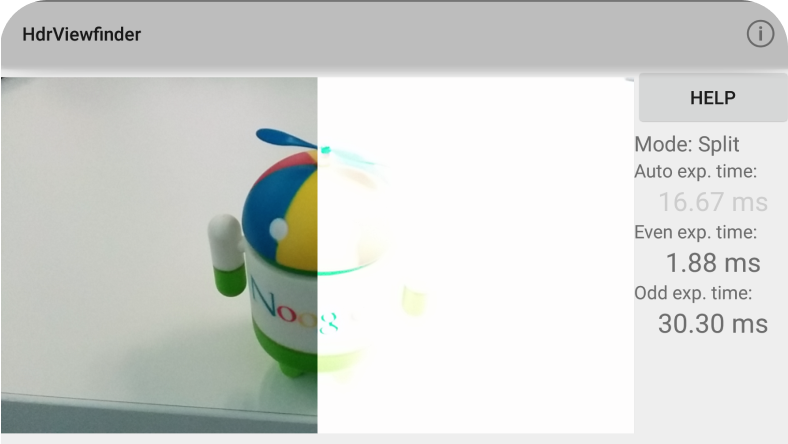 HdrViewfinder
HELP
Mode: Split
Auto exp. time:
16.67 ms
Even exp. time:
1.88 ms
Odd exp. time:
30.30 ms
Noog